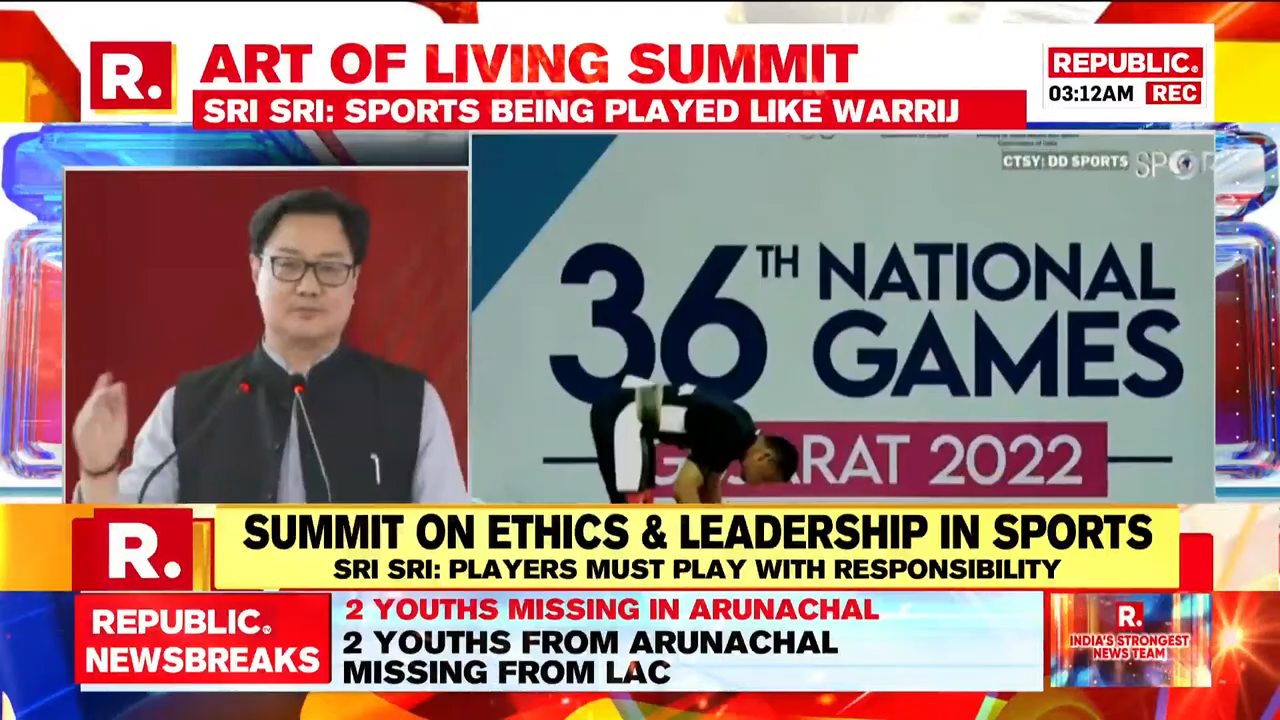 R.
ART OF LIVING SUMMIT
SRI SRI: SPORTS BEING PLAYED LIKE WARRIJ
REPUBLIC.
03:12AM REC
CTSY: DD SPORTS
36TH NATIONAL
GAMES
2022
R.
SUMMIT ON ETHICS & LEADERSHIP IN SPORTS
SRI SRI: PLAYERS MUST PLAY WITH RESPONSIBILITY
REPUBLIC TV
NEWSBREAKS
2 YOUTHS MISSING IN ARUNACHAL
2 YOUTHS FROM ARUNACHAL
MISSING FROM LAC
R.
INDIA'S STRONGEST
NEWS TEAM